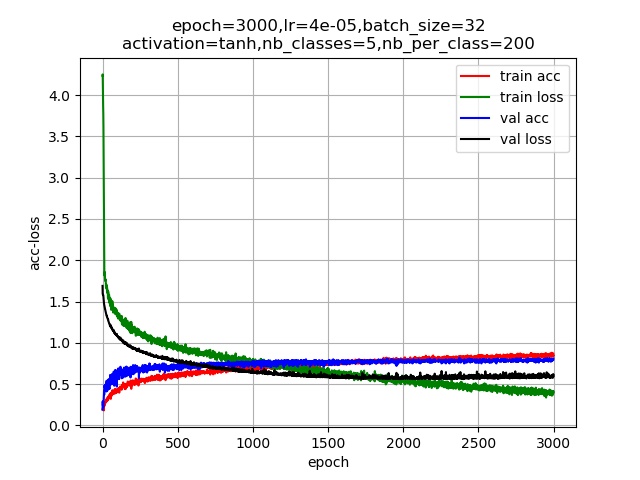 epoch=3000,lr=4e-05,batch_size=32
activation=tanh,nb_classes=5,nb_per_class=200
train acc
train loss
val acc
val loss
4.0
3.5
3.0
2.5
2.0
1.5
1.0
0.5
0.0
acc-loss
0
500
1000
1500
2000
2500
3000
epoch